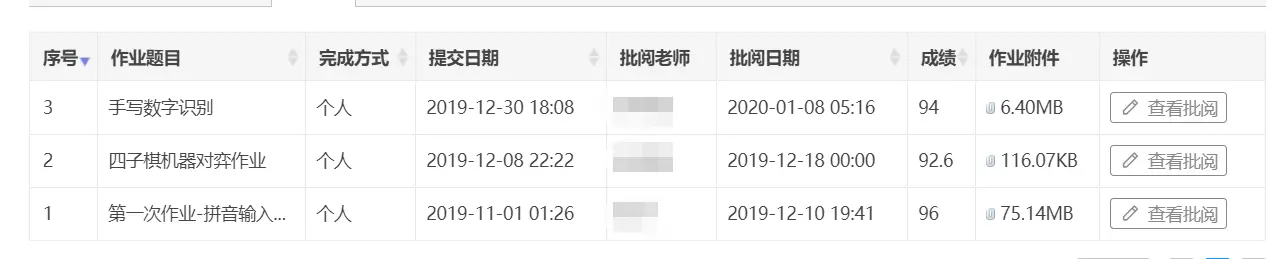 序号 作业题目 完成方式 提交日期 批阅老师 批阅日期 成绩 作业附件 操作
3 手写数字识别 个人 2019-12-30 18:08 2020-01-08 05:16 94 6.40MB 查看批阅
2 四子棋机器对弈作业 个人 2019-12-08 22:22 2019-12-18 00:00 92.6 116.07KB 查看批阅
1 第一次作业-拼音输入... 个人 2019-11-01 01:26 2019-12-10 19:41 96 75.14MB 查看批阅